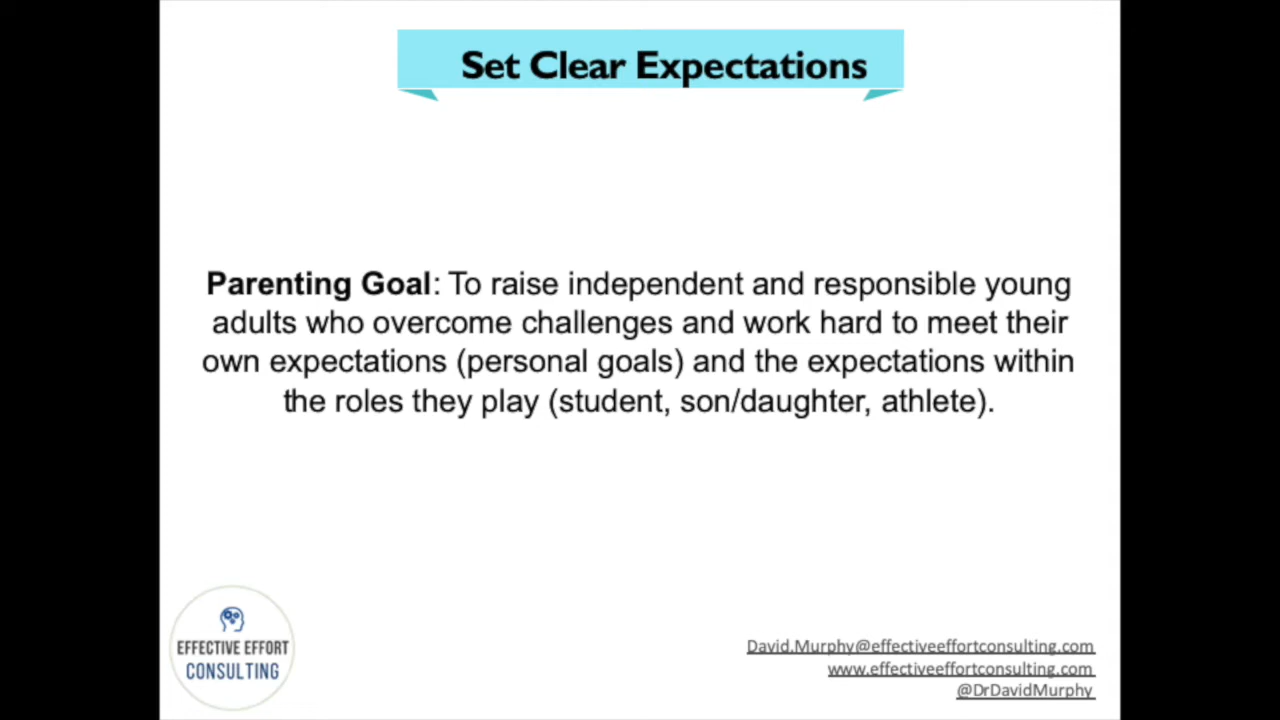 Set Clear Expectations
Parenting Goal: To raise independent and responsible young
adults who overcome challenges and work hard to meet their
own expectations (personal goals) and the expectations within
the roles they play (student, son/daughter, athlete).
EFFECTIVE EFFORT
CONSULTING
David.Murphy@effectiveeffortconsulting.com
www.effectiveeffortconsulting.com
@DrDavidMurphy